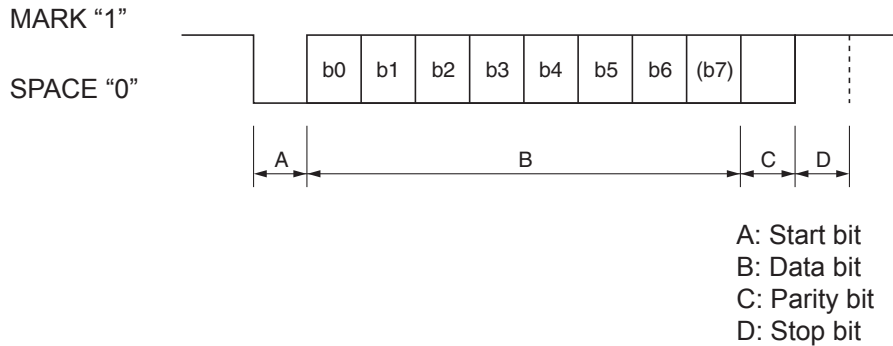 MARK “1”
SPACE “0”
b0 b1 b2 b3 b4 b5 b6 (b7)
A B C D
A: Start bit
B: Data bit
C: Parity bit
D: Stop bit